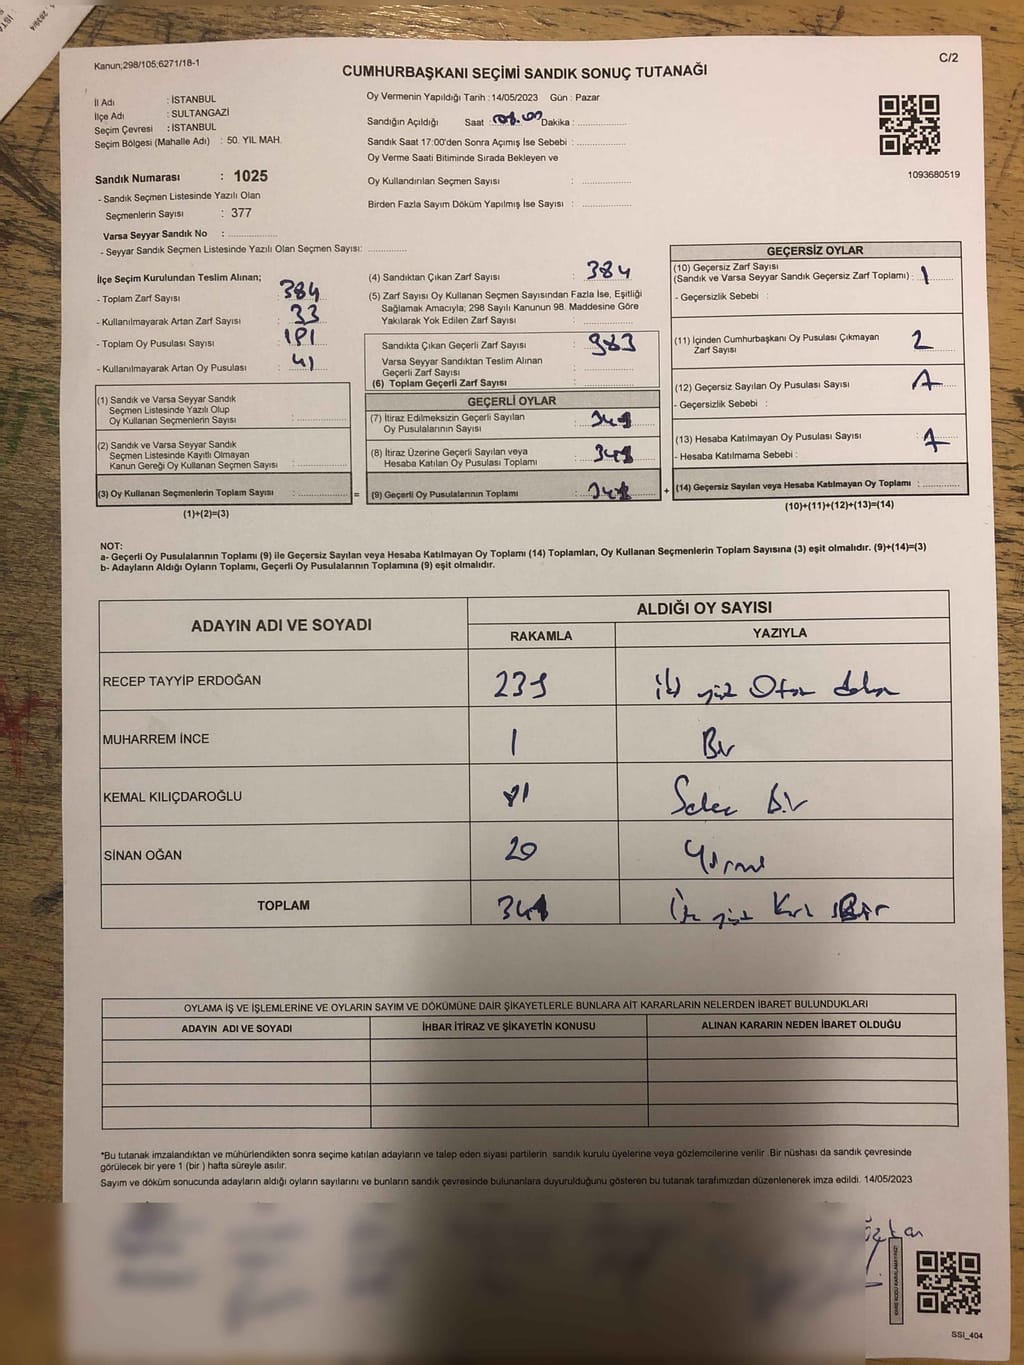 Kanun;298/105;6271/18-1
C/2
CUMHURBAŞKANI SEÇİMİ SANDIK SONUÇ TUTANAĞI
İl Adı : İSTANBUL
İlçe Adı : SULTANGAZİ
Seçim Çevresi : İSTANBUL
Seçim Bölgesi (Mahalle Adı) : 50. YIL MAH.
Oy Vermenin Yapıldığı Tarih : 14/05/2023 Gün : Pazar
Sandığın Açıldığı Saat : Dakika :
Sandık Saat 17:00'den Sonra Açımış İse Sebebi :
Oy Verme Saati Bitiminde Sırada Bekleyen ve
Oy Kullandırılan Seçmen Sayısı :
Birden Fazla Sayım Döküm Yapılmış İse Sayısı :
1093680519
Sandık Numarası : 1025
- Sandık Seçmen Listesinde Yazılı Olan
Seçmenlerin Sayısı : 377
Varsa Seyyar Sandık No :
- Seyyar Sandık Seçmen Listesinde Yazılı Olan Seçmen Sayısı:
İlçe Seçim Kurulundan Teslim Alınan;
- Toplam Zarf Sayısı : 384
- Kullanılmayarak Artan Zarf Sayısı : 33
- Toplam Oy Pusulası Sayısı :
- Kullanılmayarak Artan Oy Pusulası : 41
(1) Sandık ve Varsa Seyyar Sandık
Seçmen Listesinde Yazılı Olup
Oy Kullanan Seçmenlerin Sayısı :
(2) Sandık ve Varsa Seyyar Sandık
Seçmen Listesinde Kayıtlı Olmayan
Kanun Gereği Oy Kullanan Seçmen Sayısı :
(3) Oy Kullanan Seçmenlerin Toplam Sayısı :
(1)+(2)=(3)
(4) Sandıktan Çıkan Zarf Sayısı : 384
(5) Zarf Sayısı Oy Kullanan Seçmen Sayısından Fazla İse, Eşitliği
Sağlamak Amacıyla; 298 Sayılı Kanunun 98. Maddesine Göre
Yakılarak Yok Edilen Zarf Sayısı :
Sandıkta Çıkan Geçerli Zarf Sayısı : 383
Varsa Seyyar Sandıktan Teslim Alınan
Geçerli Zarf Sayısı :
(6) Toplam Geçerli Zarf Sayısı :
GEÇERLİ OYLAR
(7) İtiraz Edilmeksizin Geçerli Sayılan
Oy Pusulalarının Sayısı : 341
(8) İtiraz Üzerine Geçerli Sayılan veya
Hesaba Katılan Oy Pusulası Toplamı : 341
= (9) Geçerli Oy Pusulalarının Toplamı : 341
GEÇERSİZ OYLAR
(10) Geçersiz Zarf Sayısı
(Sandık ve Varsa Seyyar Sandık Geçersiz Zarf Toplamı) : 1
- Geçersizlik Sebebi :
(11) İçinden Cumhurbaşkanı Oy Pusulası Çıkmayan
Zarf Sayısı 2
(12) Geçersiz Sayılan Oy Pusulası Sayısı
- Geçersizlik Sebebi :
(13) Hesaba Katılmayan Oy Pusulası Sayısı
- Hesaba Katılmama Sebebi :
+ (14) Geçersiz Sayılan veya Hesaba Katılmayan Oy Toplamı :
(10)+(11)+(12)+(13)=(14)
NOT:
a- Geçerli Oy Pusulalarının Toplamı (9) ile Geçersiz Sayılan veya Hesaba Katılmayan Oy Toplamı (14) Toplamları, Oy Kullanan Seçmenlerin Toplam Sayısına (3) eşit olmalıdır. (9)+(14)=(3)
b- Adayların Aldığı Oyların Toplamı, Geçerli Oy Pusulalarının Toplamına (9) eşit olmalıdır.
ADAYIN ADI VE SOYADI
ALDIĞI OY SAYISI
RAKAMLA YAZIYLA
RECEP TAYYİP ERDOĞAN 239 iki yüz Otuz dokuz
MUHARREM İNCE 1 Bir
KEMAL KILIÇDAROĞLU 81 Seksen Bir
SİNAN OĞAN 20 Yirmi
TOPLAM 341 Üç yüz Kırk Bir
OYLAMA İŞ VE İŞLEMLERİNE VE OYLARIN SAYIM VE DÖKÜMÜNE DAİR ŞİKAYETLERLE BUNLARA AİT KARARLARIN NELERDEN İBARET BULUNDUKLARI
ADAYIN ADI VE SOYADI İHBAR İTİRAZ VE ŞİKAYETİN KONUSU ALINAN KARARIN NEDEN İBARET OLDUĞU
*Bu tutanak imzalandıktan ve mühürlendikten sonra seçime katılan adayların ve talep eden siyasi partilerin sandık kurulu üyelerine veya gözlemcilerine verilir .Bir nüshası da sandık çevresinde
görülecek bir yere 1 (bir ) hafta süreyle asılır.
Sayım ve döküm sonucunda adayların aldığı oyların sayılarını ve bunların sandık çevresinde bulunanlara duyurulduğunu gösteren bu tutanak tarafımızdan düzenlenerek imza edildi. 14/05/2023
SSI_404